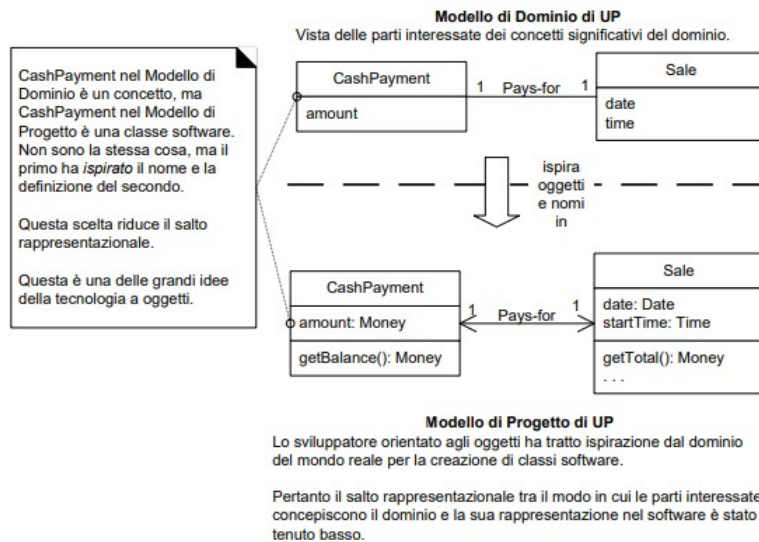 Modello di Dominio di UP
Vista delle parti interessate dei concetti significativi del dominio.
CashPayment nel Modello di
Dominio è un concetto, ma
CashPayment nel Modello di
Progetto è una classe software.
Non sono la stessa cosa, ma il
primo ha ispirato il nome e la
definizione del secondo.
Questa scelta riduce il salto
rappresentazionale.
Questa è una delle grandi idee
della tecnologia a oggetti.
CashPayment
amount
1 Pays-for 1
Sale
date
time
ispira
oggetti
e nomi
in
CashPayment
amount: Money
getBalance(): Money
1 Pays-for 1
Sale
date: Date
startTime: Time
getTotal(): Money
. . .
Modello di Progetto di UP
Lo sviluppatore orientato agli oggetti ha tratto ispirazione dal dominio
del mondo reale per la creazione di classi software.
Pertanto il salto rappresentazionale tra il modo in cui le parti interessate
concepiscono il dominio e la sua rappresentazione nel software è stato
tenuto basso.